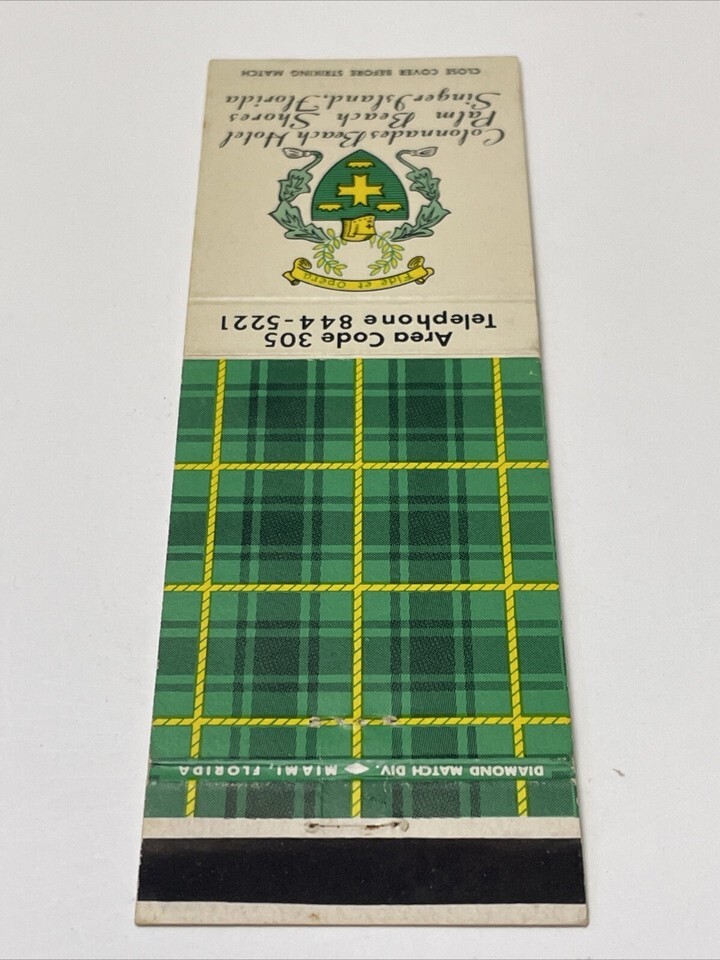 DIAMOND MATCH DIV. MIAMI, FLORIDA
Area Code 305
Telephone 844-5221
Fide et Opera
Colonnades Beach Hotel
Palm Beach Shores
Singer Island, Florida
CLOSE COVER BEFORE STRIKING MATCH